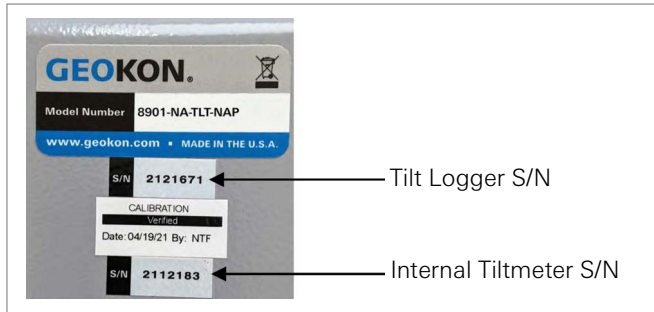 GEOKON®
Model Number 8901-NA-TLT-NAP
www.geokon.com ▪ MADE IN THE U.S.A.
S/N 2121671
Tilt Logger S/N
CALIBRATION
Verified
Date: 04/19/21 By: NTF
S/N 2112183
Internal Tiltmeter S/N